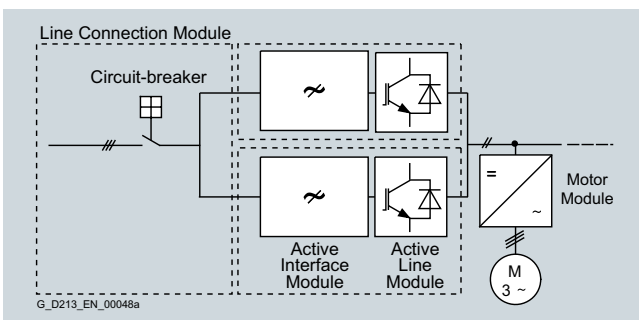 Line Connection Module
Circuit-breaker
=
~
Motor
Module
Active
Interface
Module
Active
Line
Module
M
3 ~
G_D213_EN_00048a